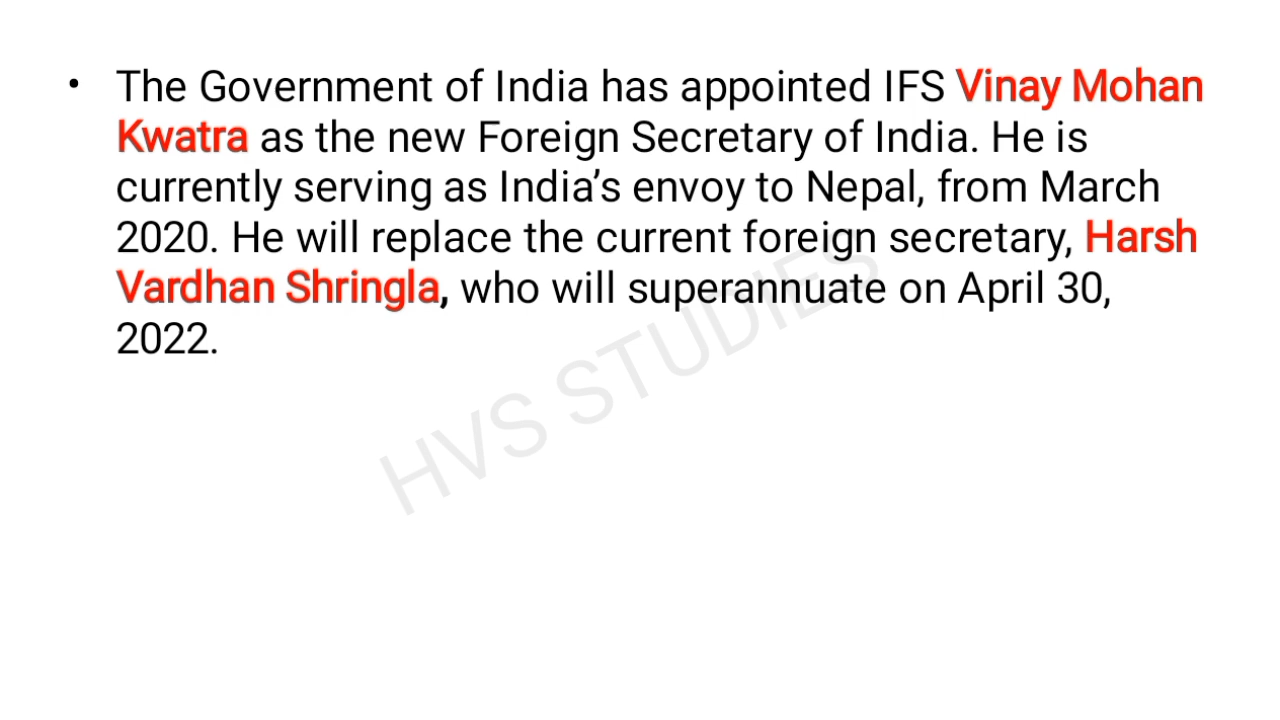 • The Government of India has appointed IFS Vinay Mohan
Kwatra as the new Foreign Secretary of India. He is
currently serving as India’s envoy to Nepal, from March
2020. He will replace the current foreign secretary, Harsh
Vardhan Shringla, who will superannuate on April 30,
2022.
HVS STUDIES